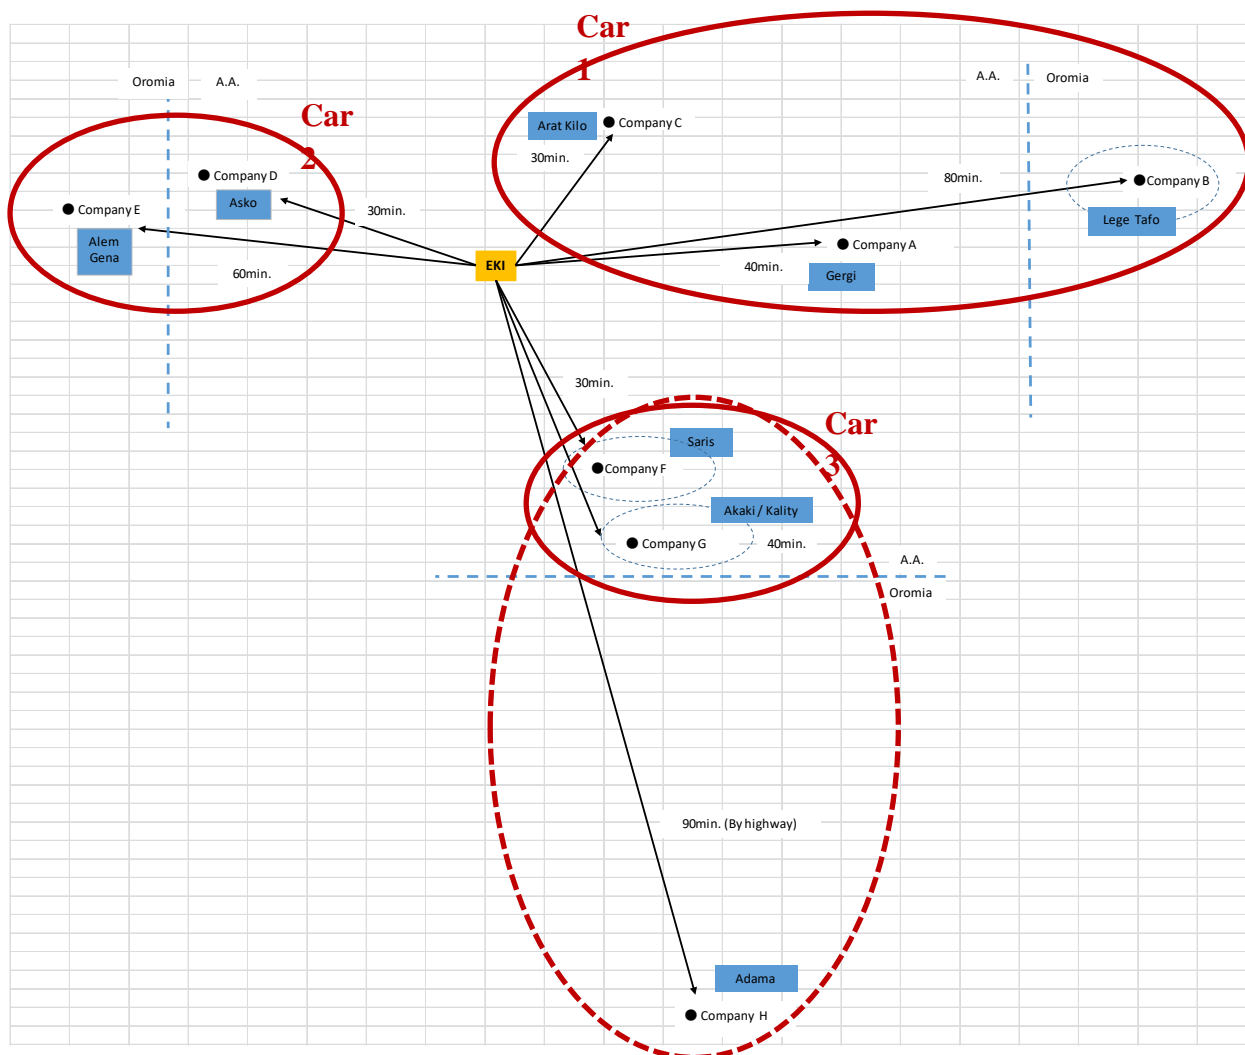 Car
1
Oromia
A.A.
A.A.
Oromia
Car
2
Arat Kilo
Company C
30min.
Company D
80min.
Company B
Asko
Company E
30min.
Lege Tafo
Alem
Gena
Company A
EKI
40min.
60min.
Gergi
30min.
Car
3
Saris
Company F
Akaki / Kality
Company G
40min.
A.A.
Oromia
90min. (By highway)
Adama
Company H